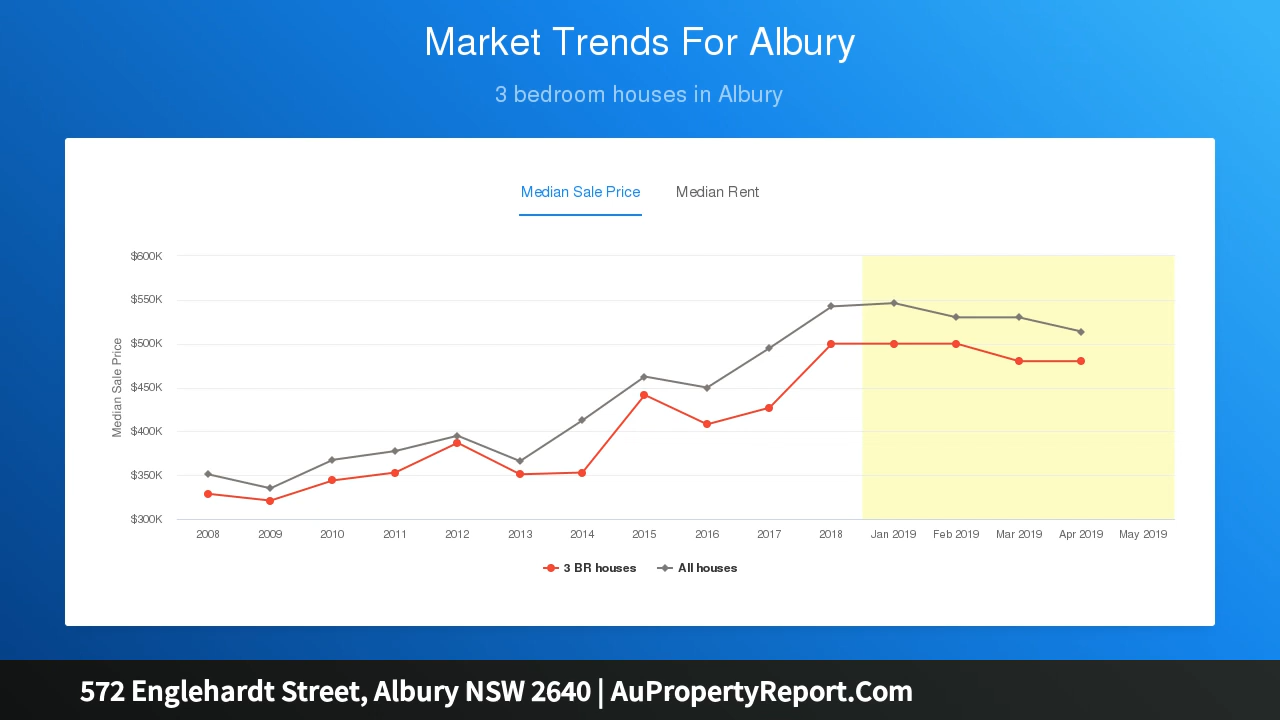 Market Trends For Albury
3 bedroom houses in Albury
Median Sale Price Median Rent
$600K
$550K
$500K
$450K
$400K
$350K
$300K
Median Sale Price
2008 2009 2010 2011 2012 2013 2014 2015 2016 2017 2018 Jan 2019 Feb 2019 Mar 2019 Apr 2019 May 2019
3 BR houses All houses
572 Englehardt Street, Albury NSW 2640 | AuPropertyReport.Com